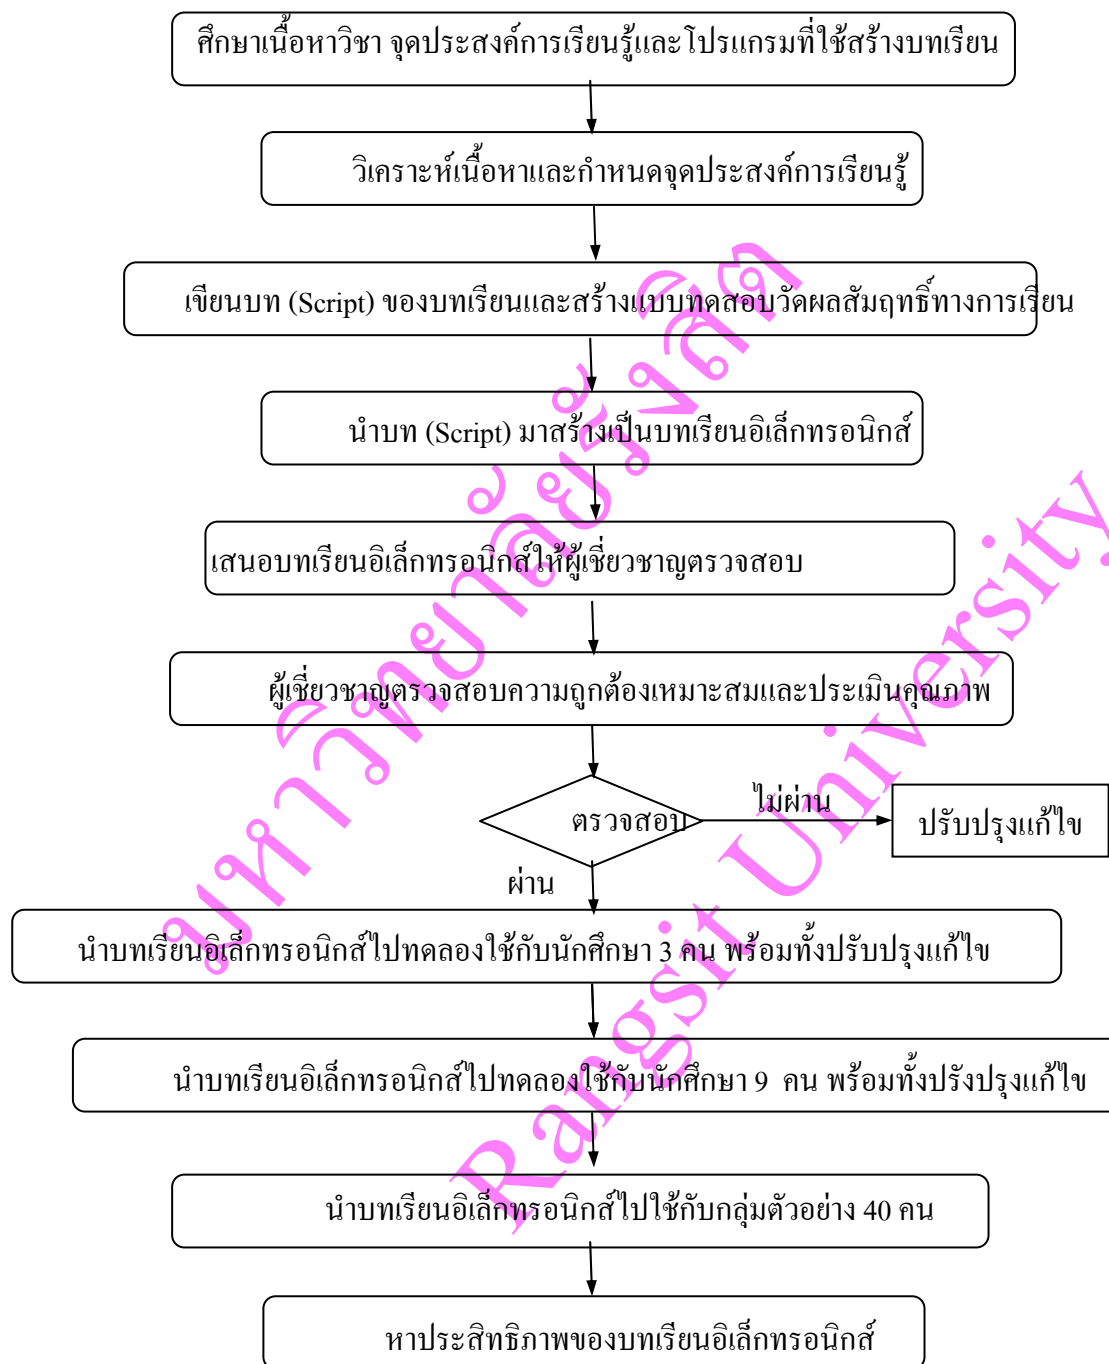 ศึกษาเนื้อหาวิชา จุดประสงค์การเรียนรู้และโปรแกรมที่ใช้สร้างบทเรียน
วิเคราะห์เนื้อหาและกำหนดจุดประสงค์การเรียนรู้
เขียนบท (Script) ของบทเรียนและสร้างแบบทดสอบวัดผลสัมฤทธิ์ทางการเรียน
นำบท (Script) มาสร้างเป็นบทเรียนอิเล็กทรอนิกส์
เสนอบทเรียนอิเล็กทรอนิกส์ให้ผู้เชี่ยวชาญตรวจสอบ
ผู้เชี่ยวชาญตรวจสอบความถูกต้องเหมาะสมและประเมินคุณภาพ
ตรวจสอบ
ไม่ผ่าน
ปรับปรุงแก้ไข
ผ่าน
นำบทเรียนอิเล็กทรอนิกส์ไปทดลองใช้กับนักศึกษา 3 คน พร้อมทั้งปรับปรุงแก้ไข
นำบทเรียนอิเล็กทรอนิกส์ไปทดลองใช้กับนักศึกษา 9 คน พร้อมทั้งปรังปรุงแก้ไข
นำบทเรียนอิเล็กทรอนิกส์ไปใช้กับกลุ่มตัวอย่าง 40 คน
หาประสิทธิภาพของบทเรียนอิเล็กทรอนิกส์
มหาวิทยาลัยรังสิต
Rangsit University